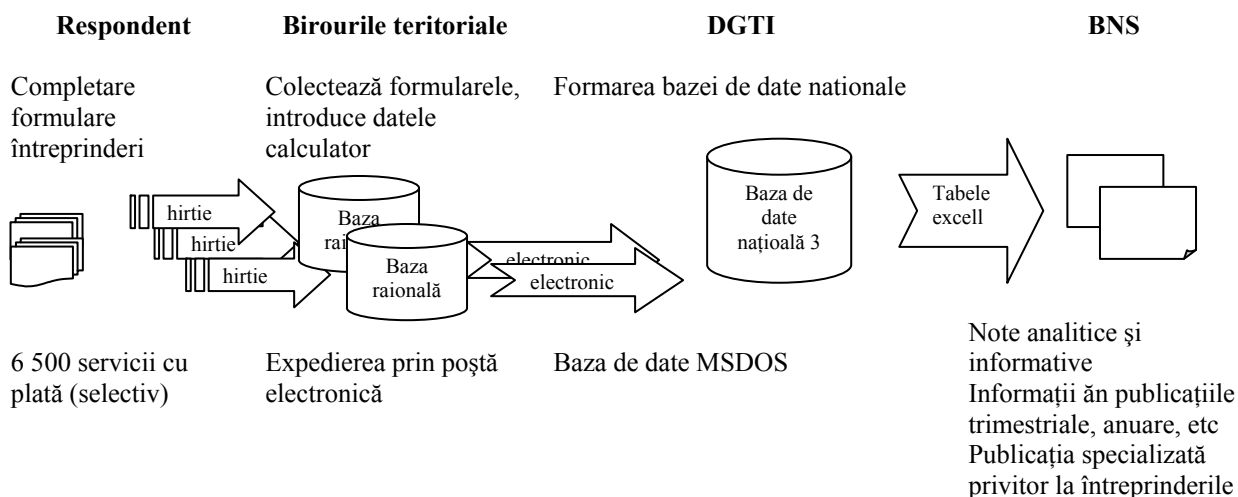 Respondent
Birourile teritoriale
DGTI
BNS
Completare
formulare
întreprinderi
Colectează formularele,
introduce datele
calculator
Formarea bazei de date nationale
hirtie
hirtie
hirtie
Baza
Baza
raională
electronic
electronic
Baza de
date
națioală 3
Tabele
excell
6 500 servicii cu
plată (selectiv)
Expedierea prin poştă
electronică
Baza de date MSDOS
Note analitice şi
informative
Informații ăn publicațiile
trimestriale, anuare, etc
Publicația specializată
privitor la întreprinderile